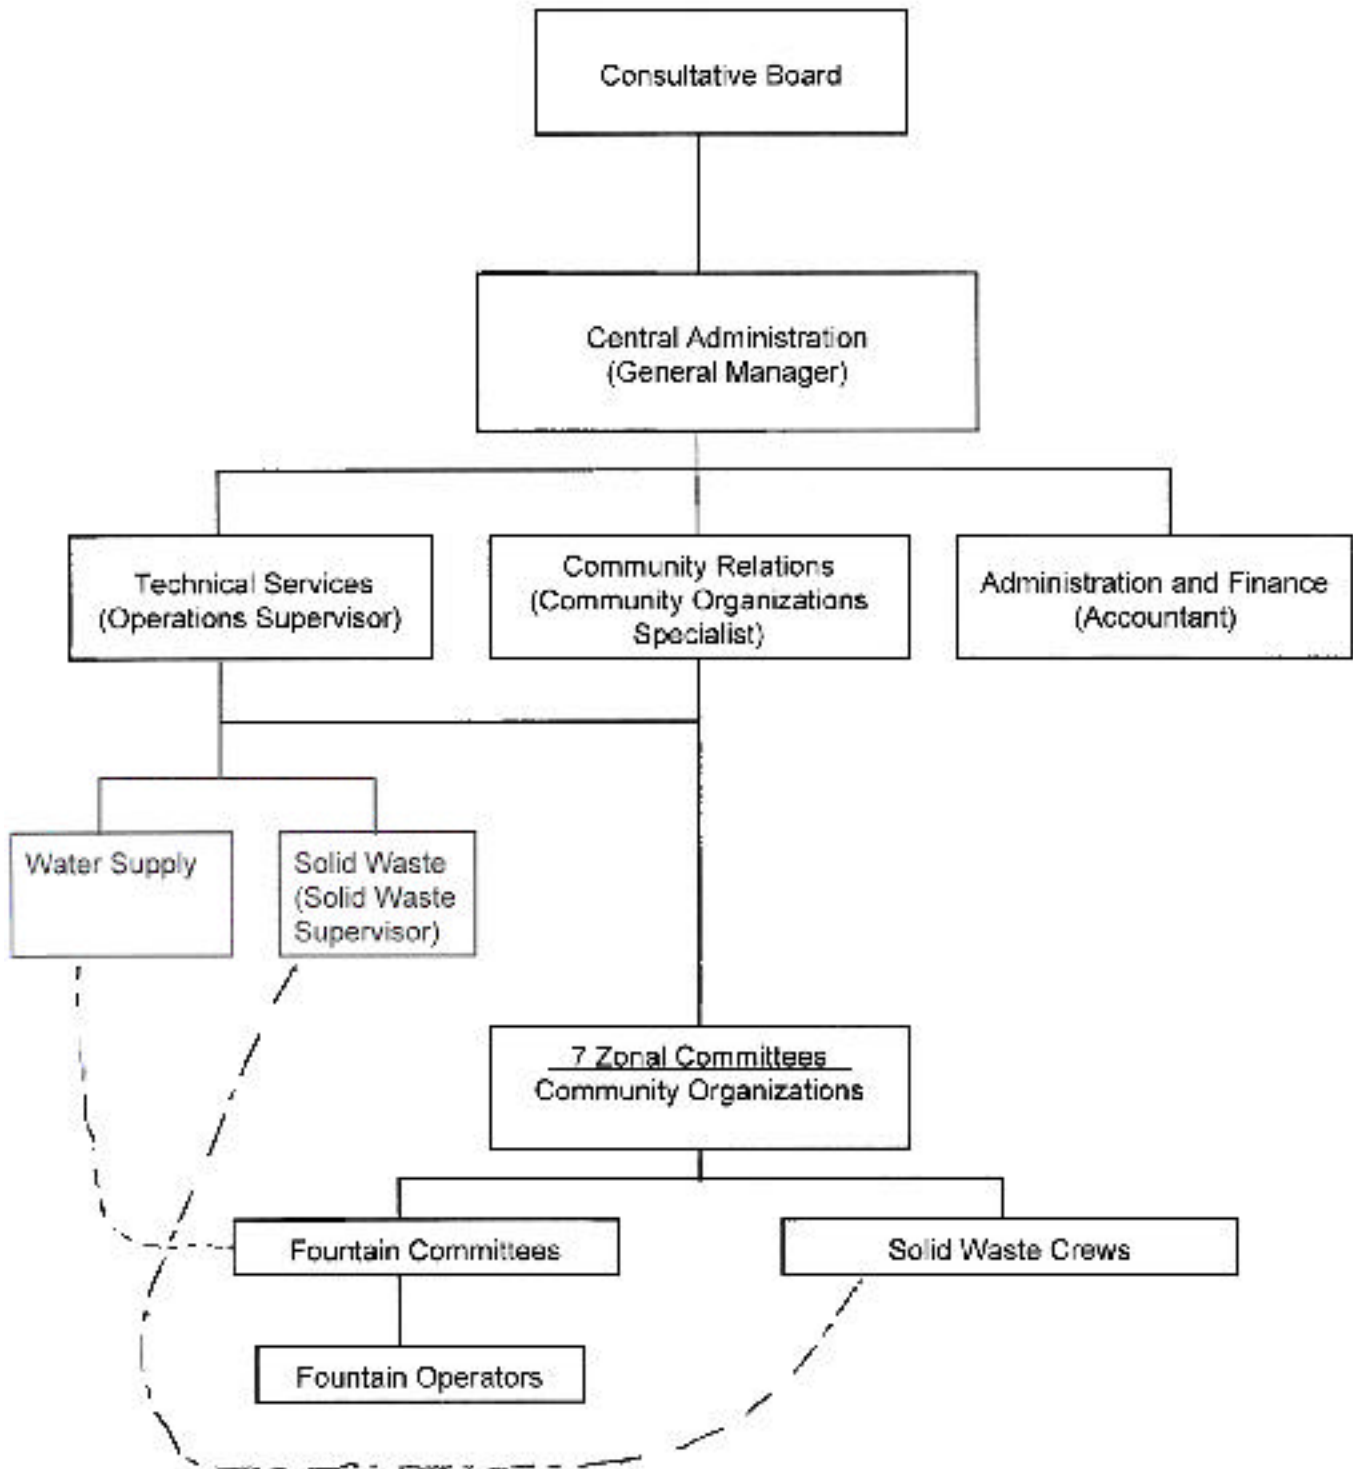 Consultative Board
Central Administration
(General Manager)
Technical Services
(Operations Supervisor)
Community Relations
(Community Organizations
Specialist)
Administration and Finance
(Accountant)
Water Supply
Solid Waste
(Solid Waste
Supervisor)
7 Zonal Committees
Community Organizations
Fountain Committees
Solid Waste Crews
Fountain Operators